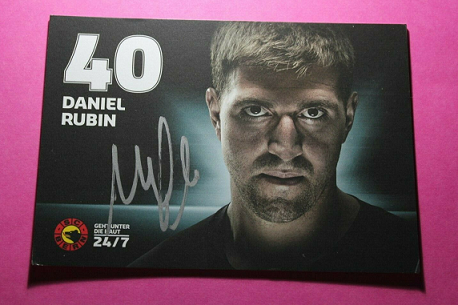 40
DANIEL
RUBIN
GEHT UNTER
DIE HAUT
24/7